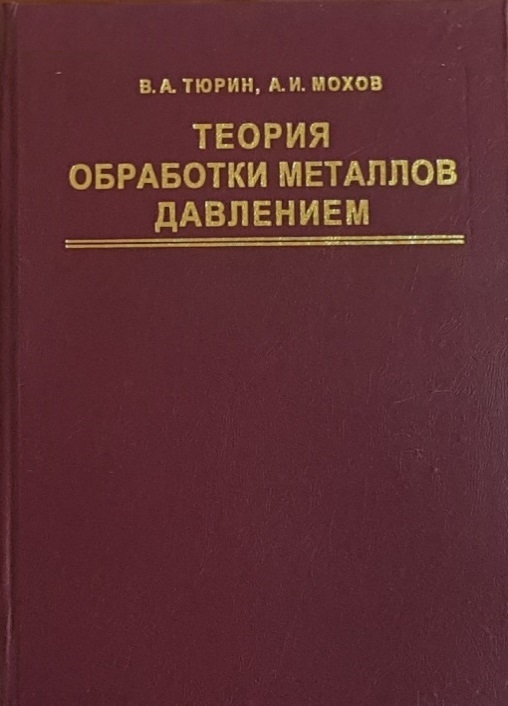 В. А. ТЮРИН, А. И. МОХОВ
ТЕОРИЯ
ОБРАБОТКИ МЕТАЛЛОВ
ДАВЛЕНИЕМ